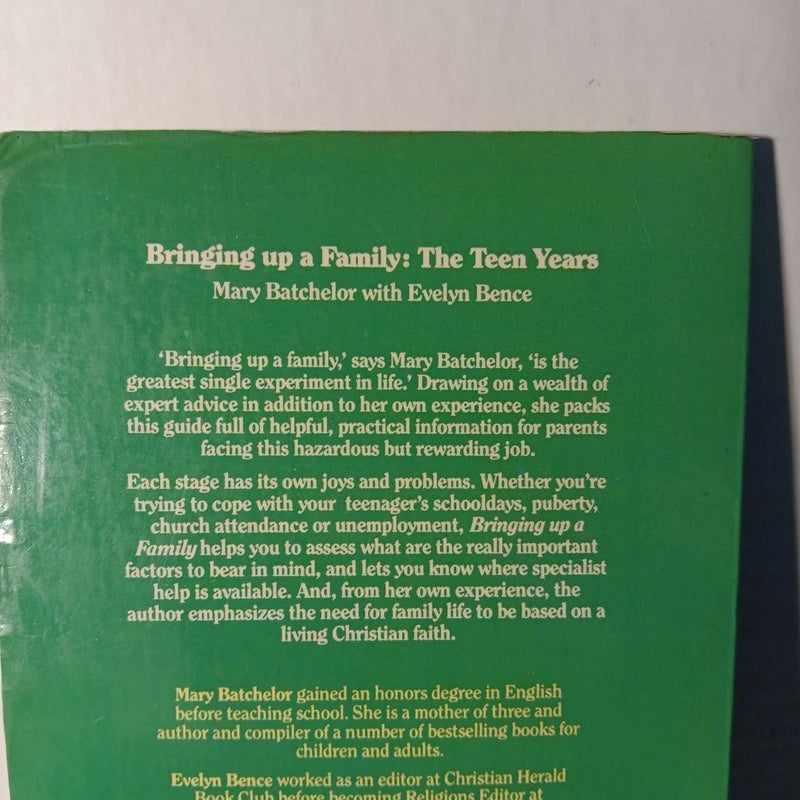 Bringing up a Family: The Teen Years
Mary Batchelor with Evelyn Bence
‘Bringing up a family,’ says Mary Batchelor, ‘is the
greatest single experiment in life.’ Drawing on a wealth of
expert advice in addition to her own experience, she packs
this guide full of helpful, practical information for parents
facing this hazardous but rewarding job.
Each stage has its own joys and problems. Whether you’re
trying to cope with your teenager’s schooldays, puberty,
church attendance or unemployment, Bringing up a
Family helps you to assess what are the really important
factors to bear in mind, and lets you know where specialist
help is available. And, from her own experience, the
author emphasizes the need for family life to be based on a
living Christian faith.
Mary Batchelor gained an honors degree in English
before teaching school. She is a mother of three and
author and compiler of a number of bestselling books for
children and adults.
Evelyn Bence worked as an editor at Christian Herald
Book Club before becoming Religions Editor at